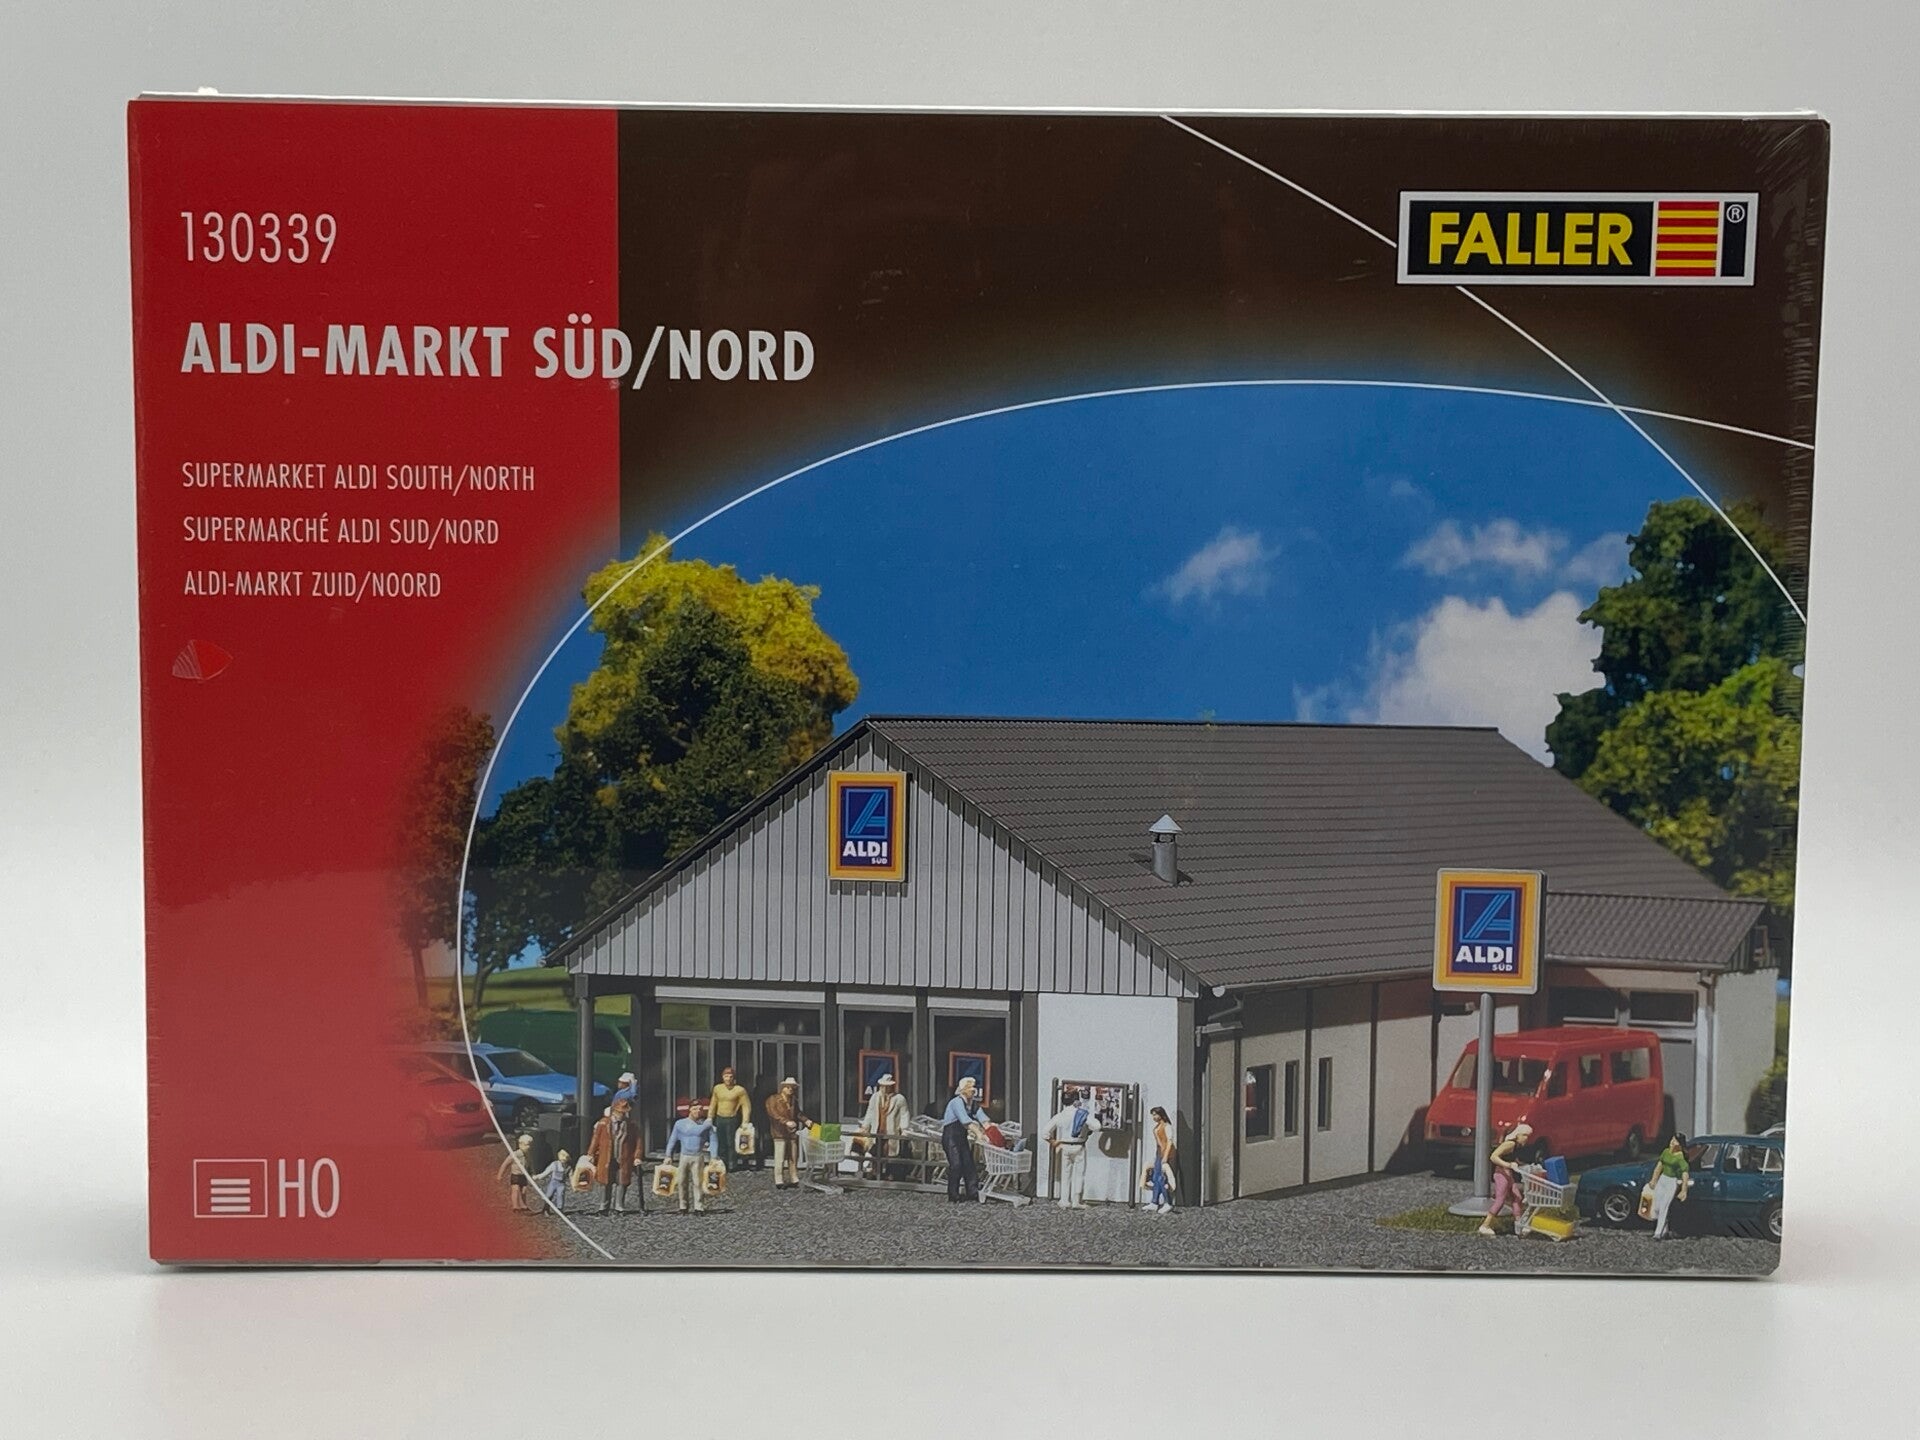 130339
FALLER ®
ALDI-MARKT SÜD/NORD
SUPERMARKET ALDI SOUTH/NORTH
SUPERMARCHÉ ALDI SUD/NORD
ALDI-MARKT ZUID/NOORD
ALDI
SÜD
ALDI
SÜD
H0